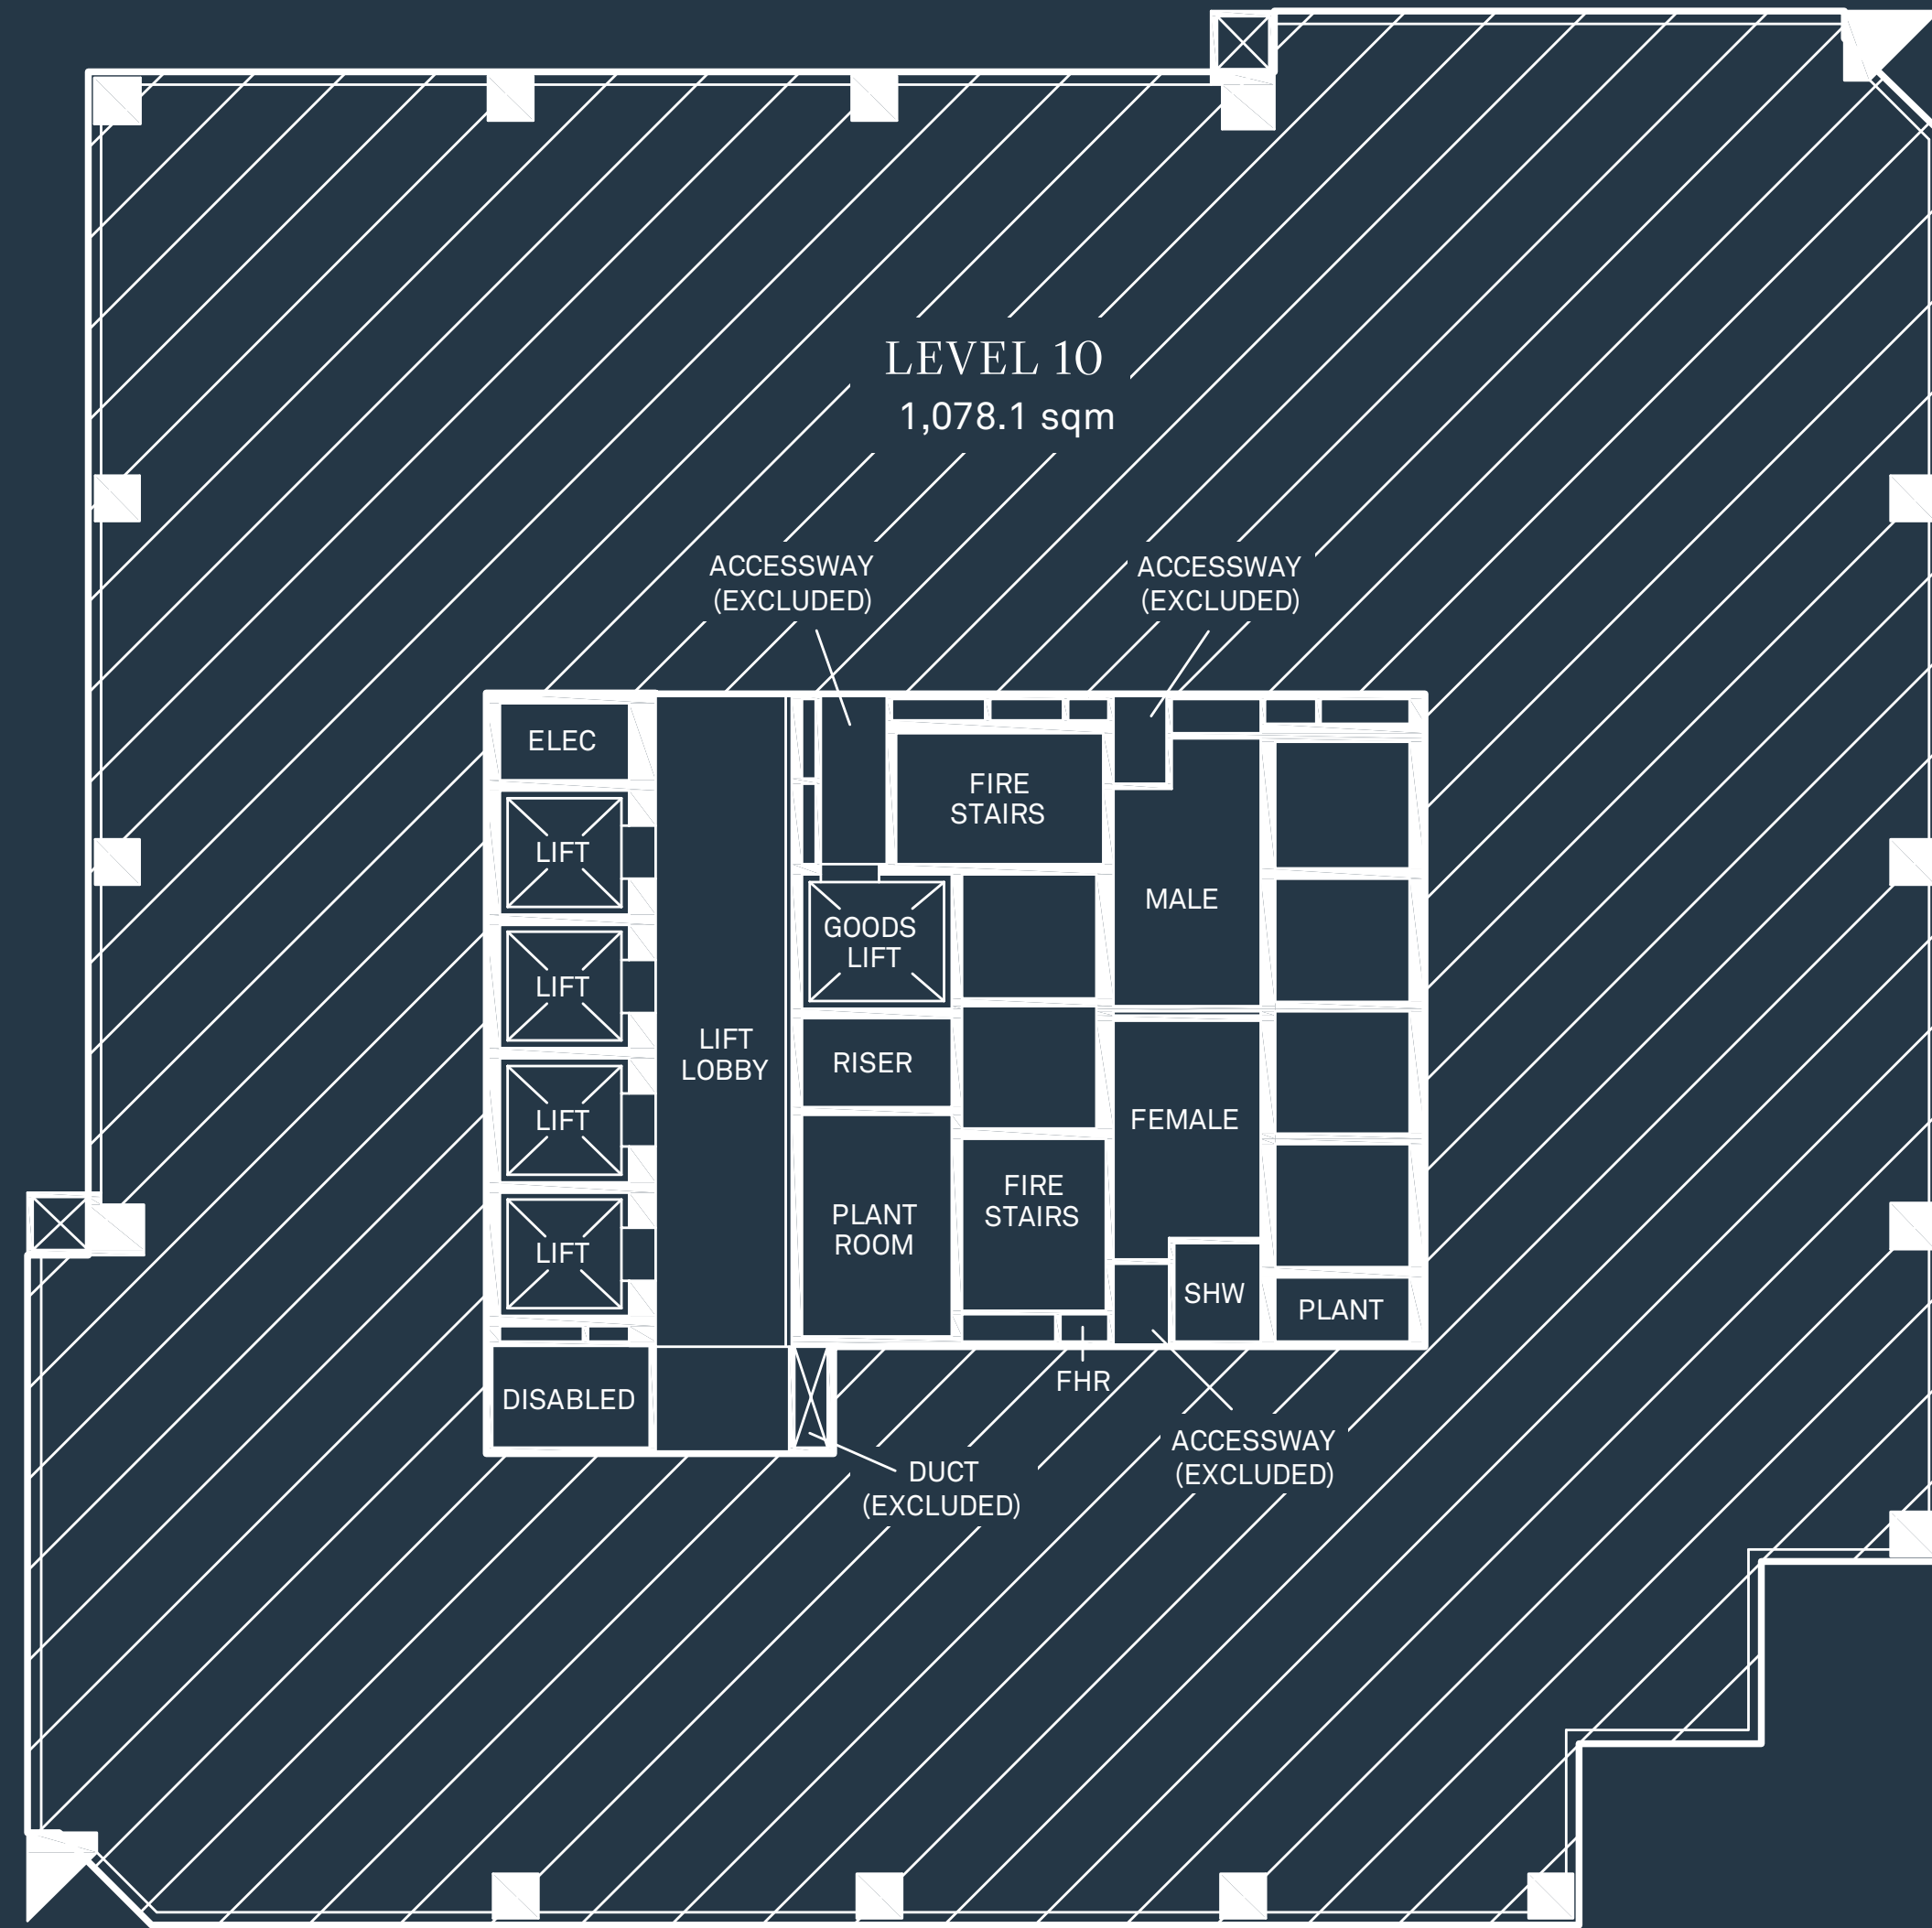 LEVEL 10
1,078.1 sqm
ACCESSWAY
(EXCLUDED)
ACCESSWAY
(EXCLUDED)
ELEC
FIRE
STAIRS
LIFT
MALE
GOODS
LIFT
LIFT
LIFT
LOBBY
RISER
LIFT
FEMALE
FIRE
STAIRS
PLANT
ROOM
LIFT
SHW
PLANT
DISABLED
FHR
ACCESSWAY
(EXCLUDED)
DUCT
(EXCLUDED)